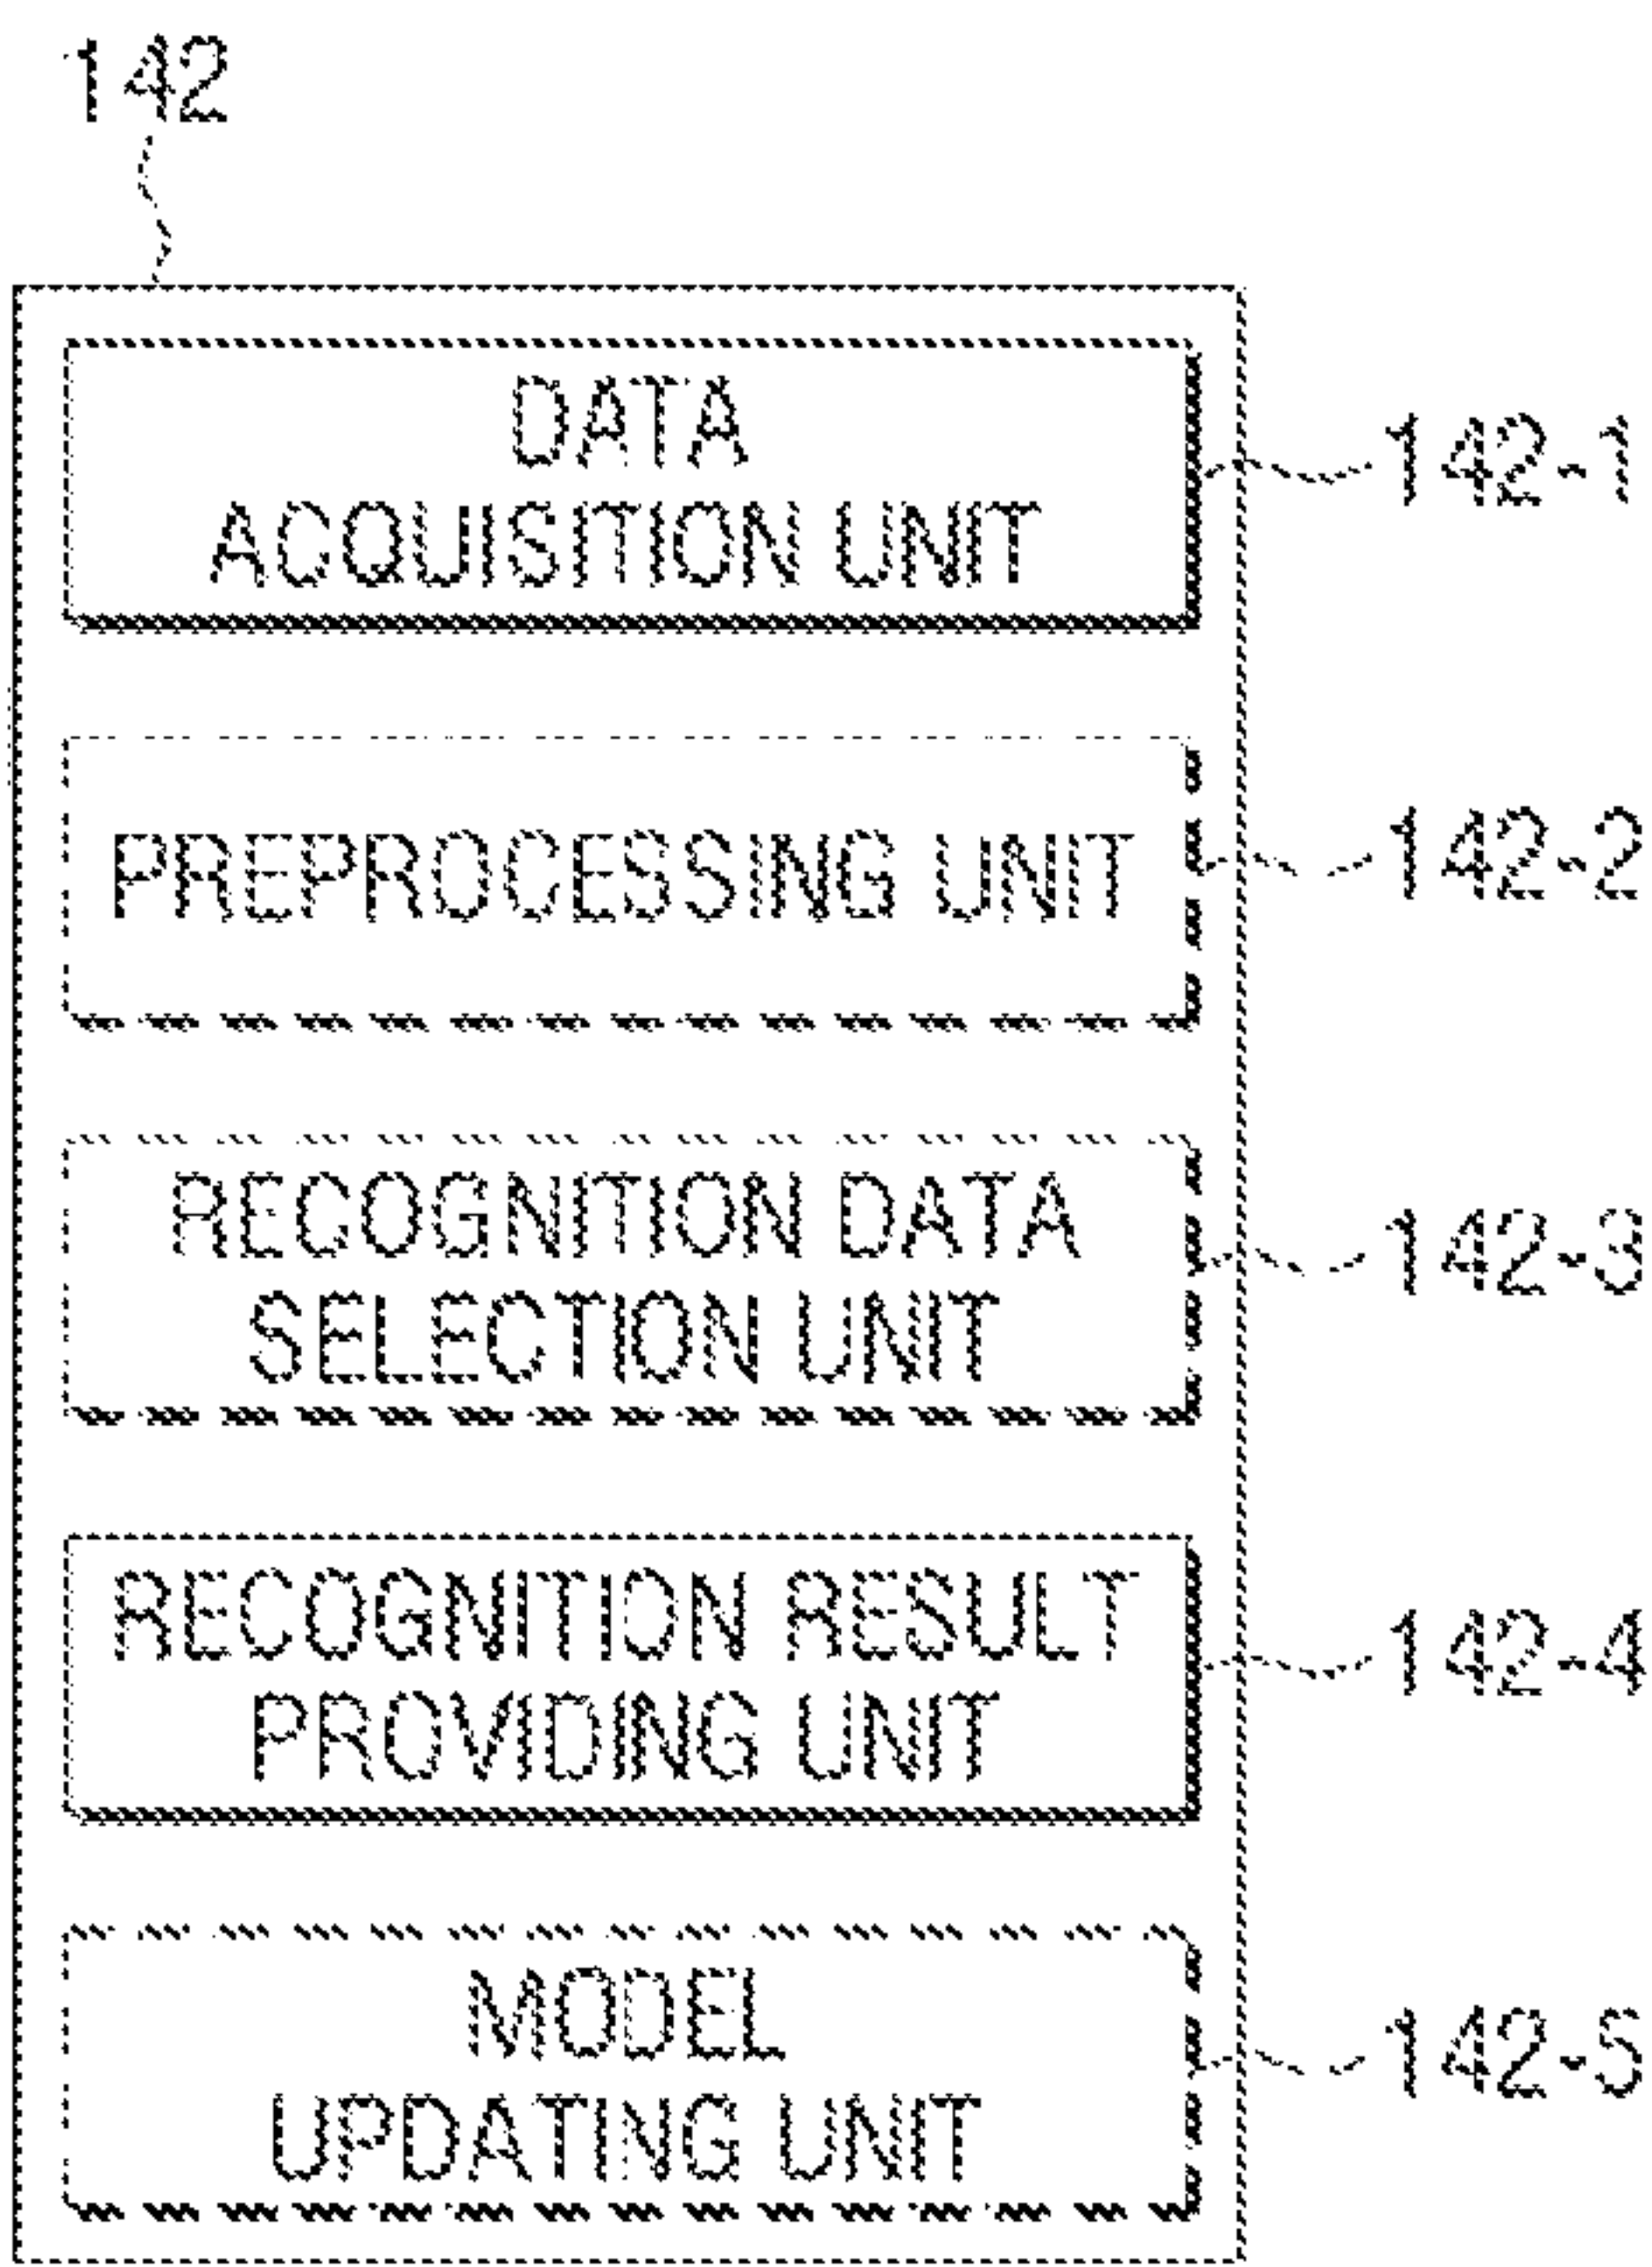 142
DATA
ACQUISITION UNIT
142-1
PREPROCESSING UNIT
142-2
RECOGNITION DATA
SELECTION UNIT
142-3
RECOGNITION RESULT
PROVIDING UNIT
142-4
MODEL
UPDATING UNIT
142-5